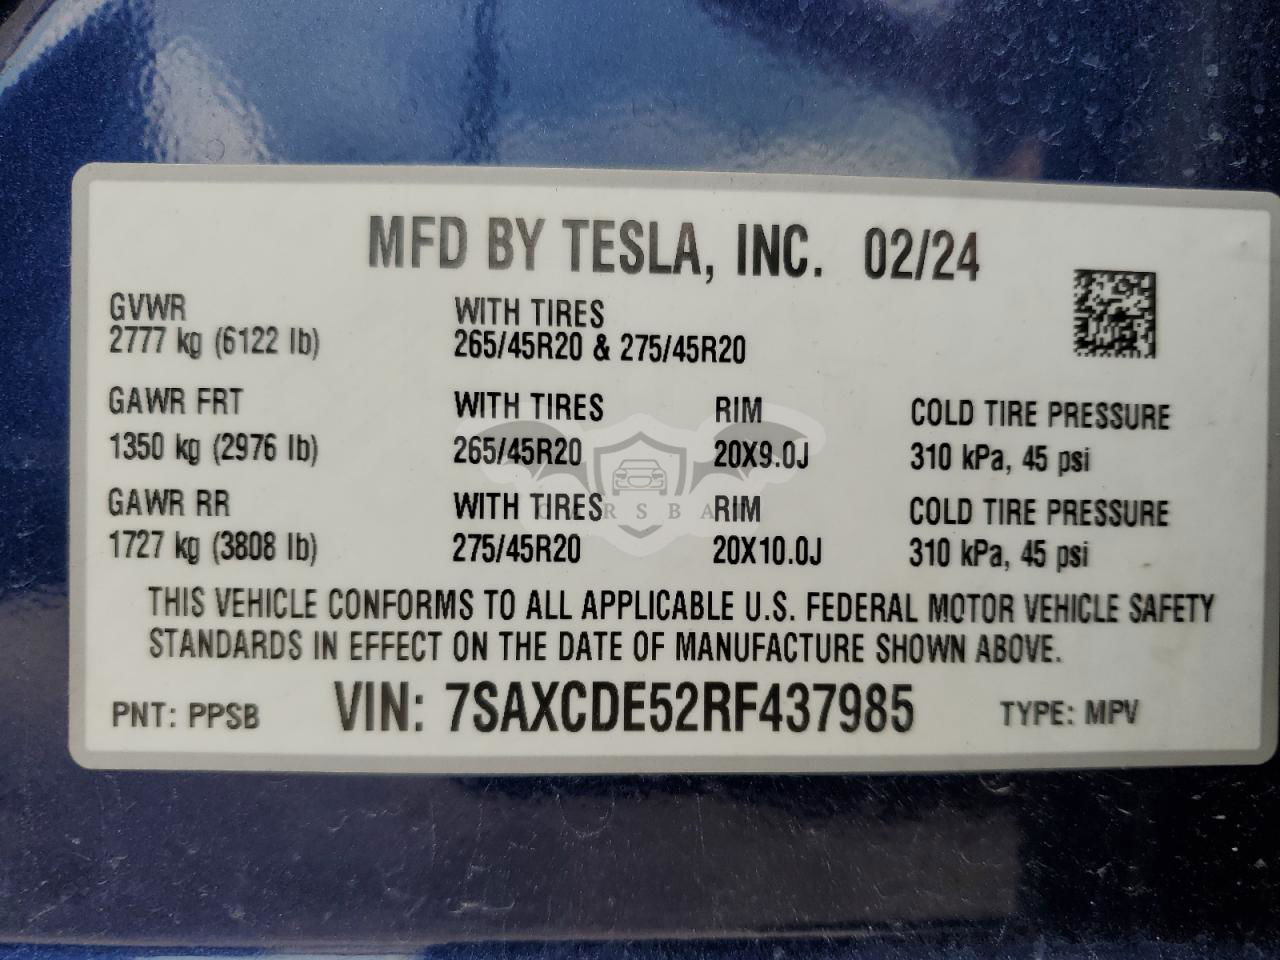 MFD BY TESLA, INC. 02/24
GVWR WITH TIRES
2777 kg (6122 lb) 265/45R20 & 275/45R20
GAWR FRT WITH TIRES RIM COLD TIRE PRESSURE
1350 kg (2976 lb) 265/45R20 20X9.0J 310 kPa, 45 psi
GAWR RR WITH TIRES RIM COLD TIRE PRESSURE
1727 kg (3808 lb) 275/45R20 20X10.0J 310 kPa, 45 psi
THIS VEHICLE CONFORMS TO ALL APPLICABLE U.S. FEDERAL MOTOR VEHICLE SAFETY
STANDARDS IN EFFECT ON THE DATE OF MANUFACTURE SHOWN ABOVE.
PNT: PPSB VIN: 7SAXCDE52RF437985 TYPE: MPV